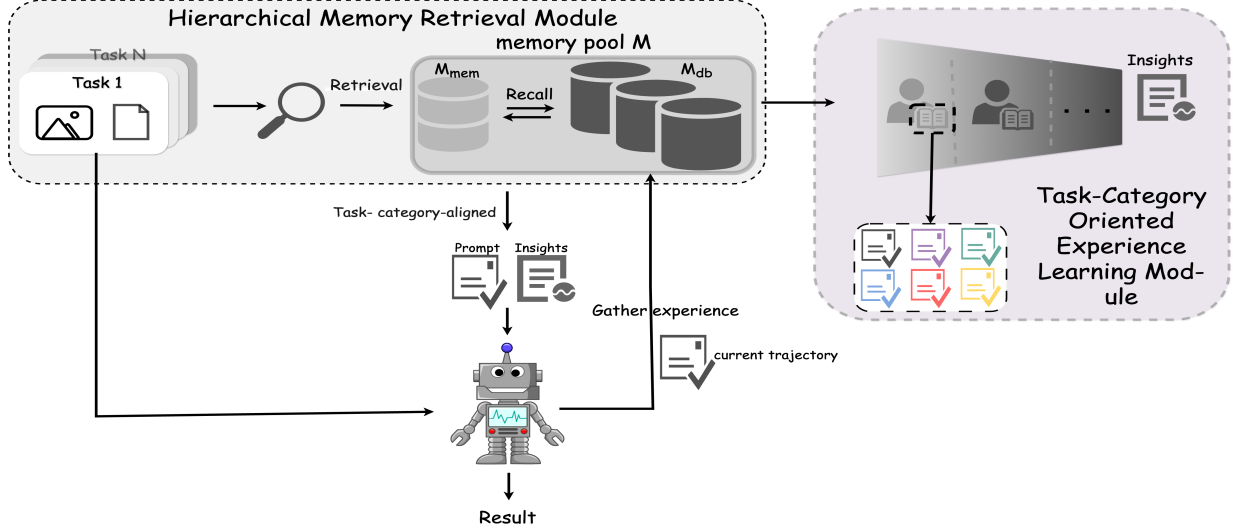 Hierarchical Memory Retrieval Module
memory pool M
Task N
Task 1
Retrieval
Mmem
Recall
Mdb
Insights
Task-Category
Oriented
Experience
Learning Mod-
ule
Task- category-aligned
Prompt
Insights
Gather experience
current trajectory
Result